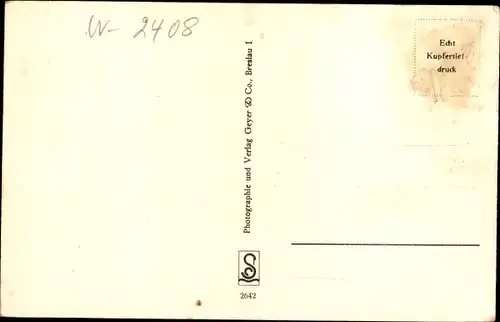 W- 2408
Echt
Kupfertief
druck
Photographie und Verlag Geyer & Co., Breslau I
2642